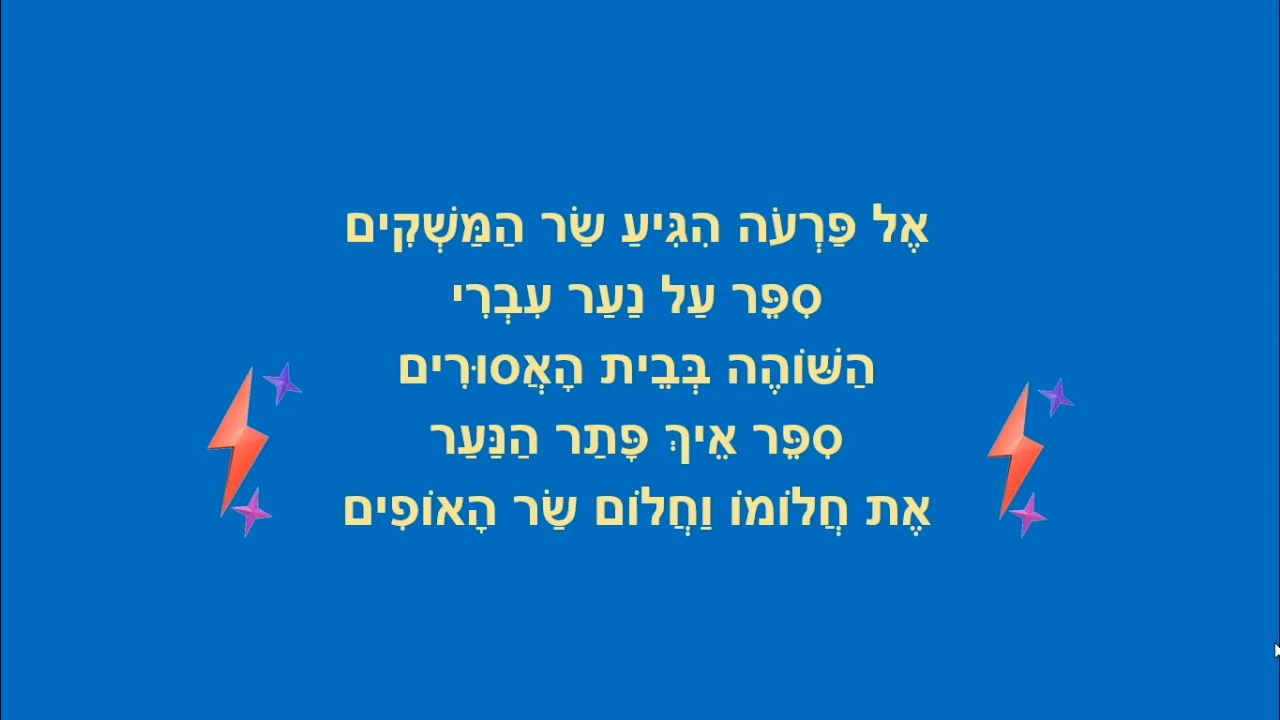 אֶל פַּרְעֹה הִגִּיעַ שַׂר הַמַּשְׁקִים
סִפֵּר עַל נַעַר עִבְרִי
הַשּׁוֹהֶה בְּבֵית הָאֲסוּרִים
סִפֵּר אֵיךְ פָּתַר הַנַּעַר
אֶת חֲלוֹמוֹ וַחֲלוֹם שַׂר הָאוֹפִים